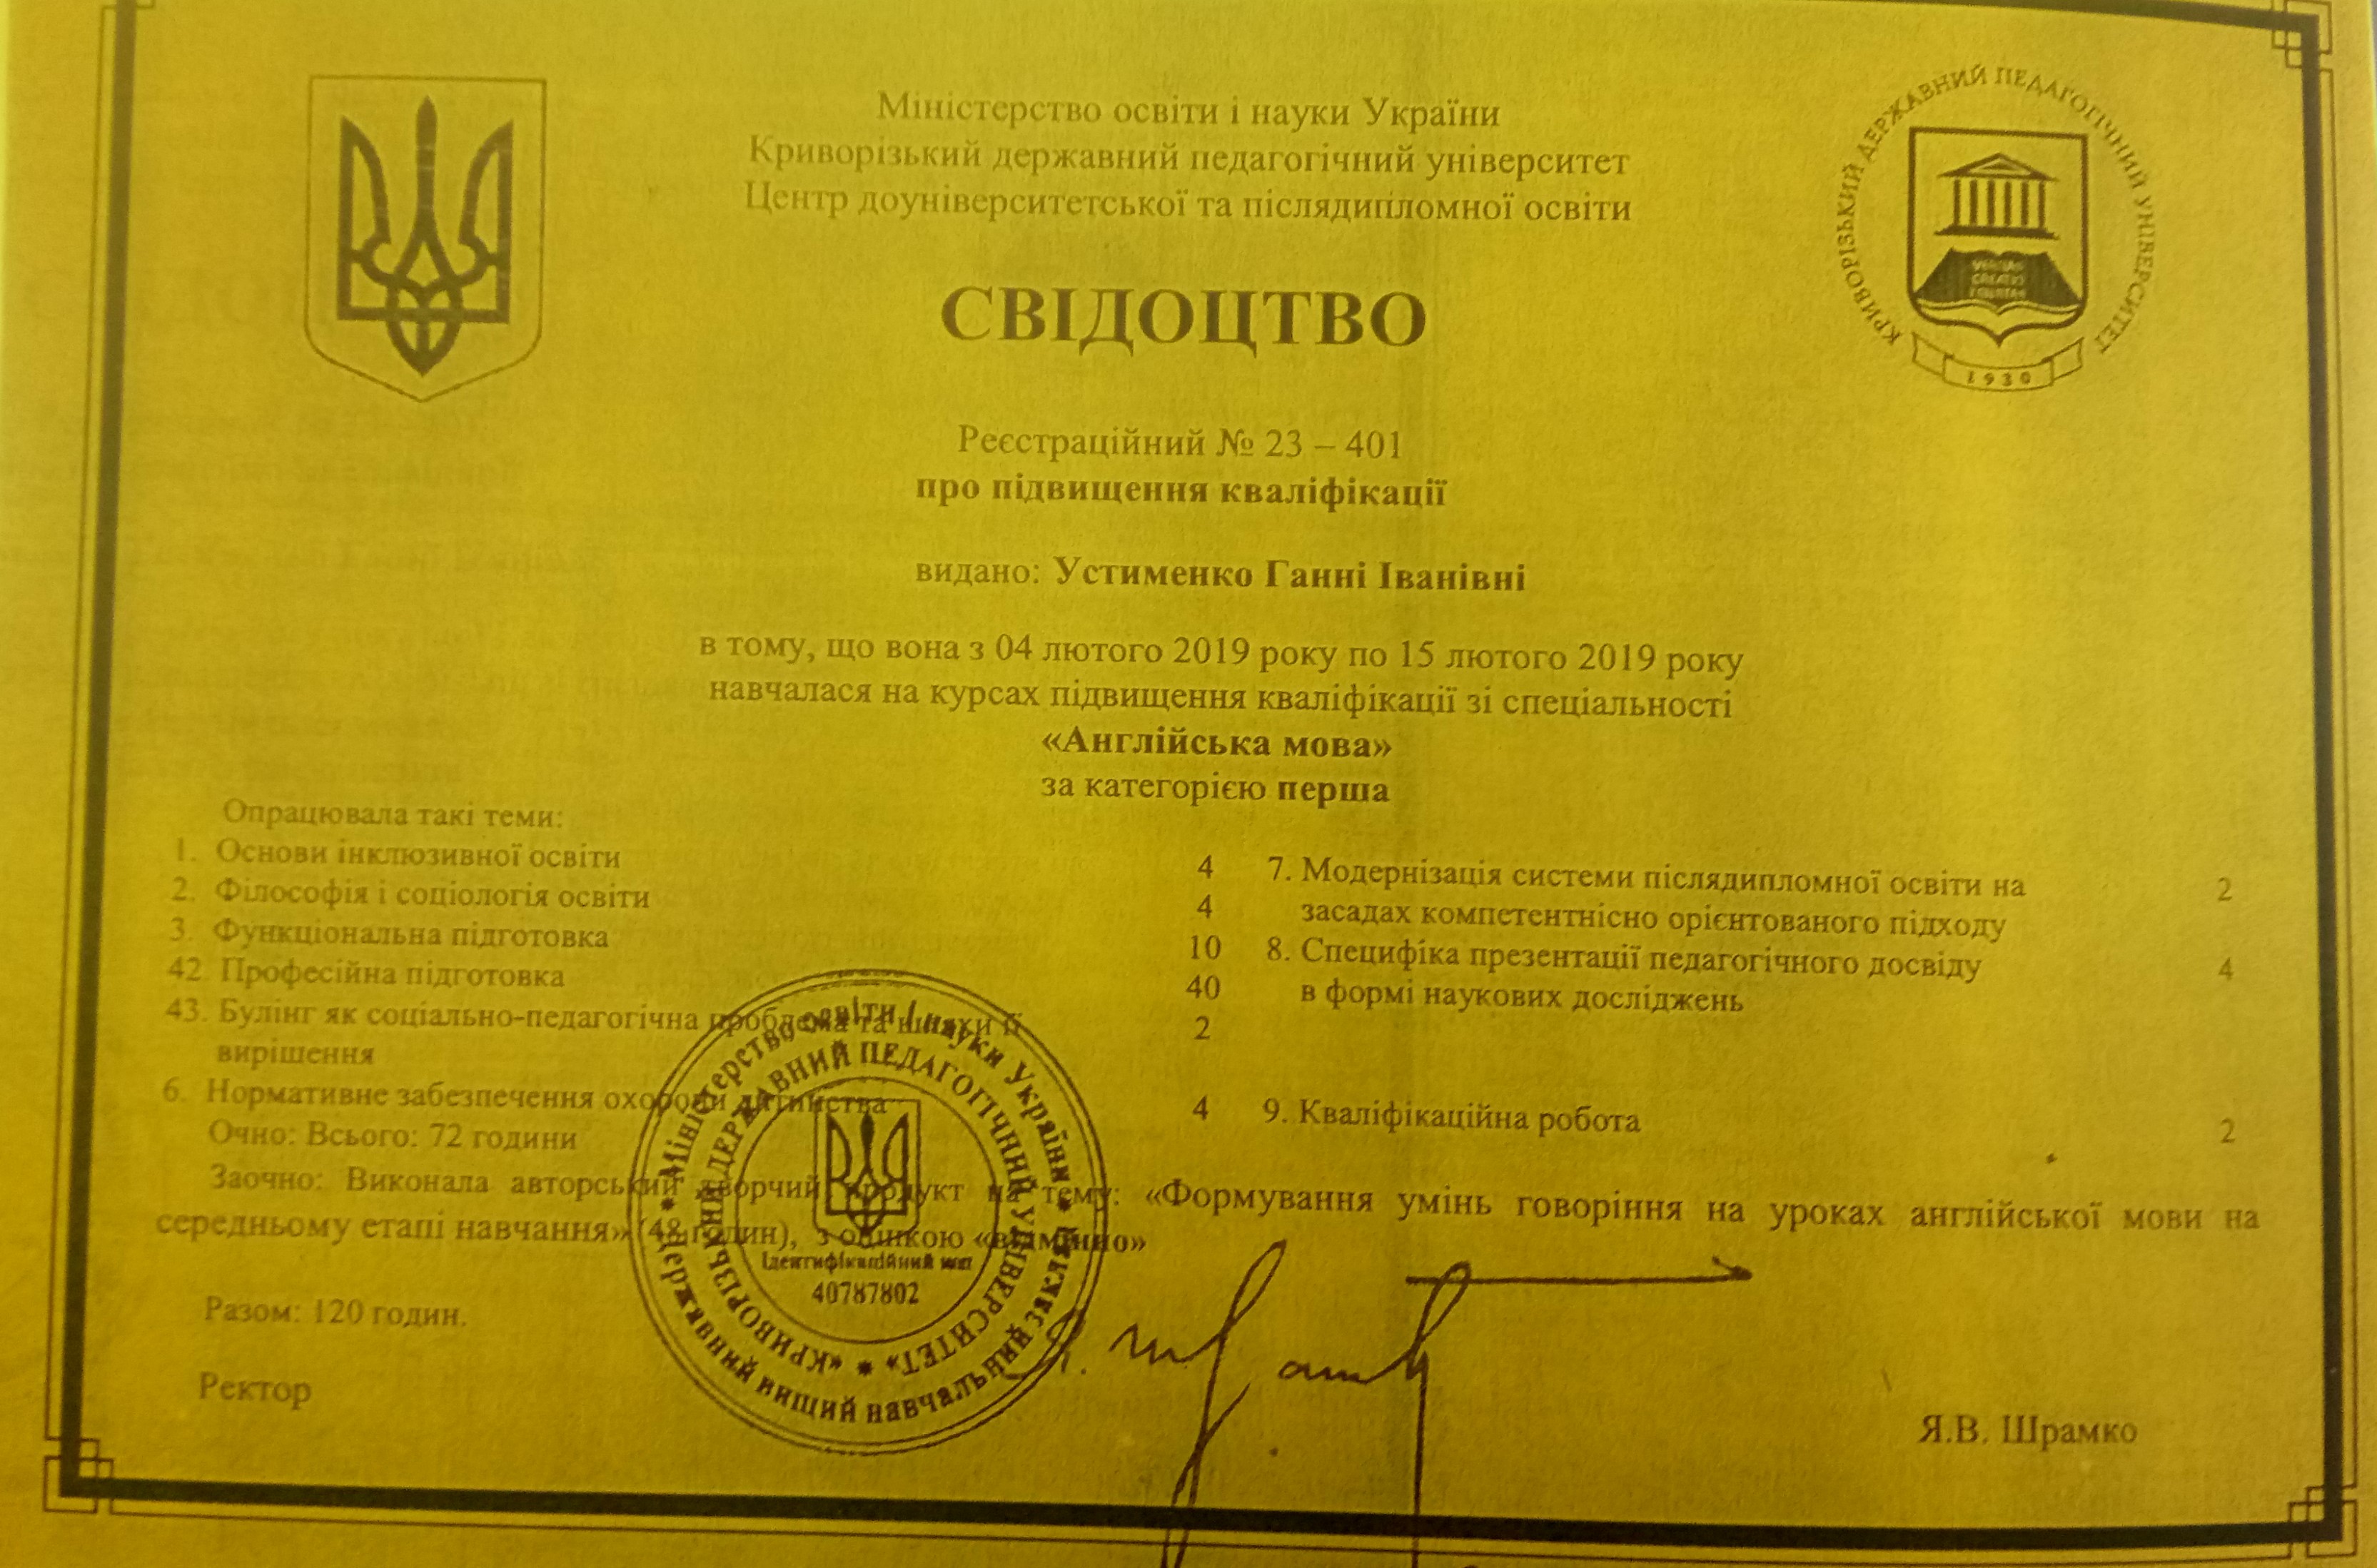 Міністерство освіти і науки України
Криворізький державний педагогічний університет
Центр доуніверситетської та післядипломної освіти
КРИВОРІЗЬКИЙ ДЕРЖАВНИЙ ПЕДАГОГІЧНИЙ УНІВЕРСИТЕТ
1930
СВІДОЦТВО
Реєстраційний № 23 – 401
про підвищення кваліфікації
видано: Устименко Ганні Іванівні
в тому, що вона з 04 лютого 2019 року по 15 лютого 2019 року
навчалася на курсах підвищення кваліфікації зі спеціальності
«Англійська мова»
за категорією перша
Опрацювала такі теми:
1. Основи інклюзивної освіти 4
2. Філософія і соціологія освіти 4
3. Функціональна підготовка 10
42. Професійна підготовка 40
43. Булінг як соціально-педагогічна проблема та шляхи її 2
вирішення
6. Нормативне забезпечення охорони дитинства 4
7. Модернізація системи післядипломної освіти на 2
засадах компетентнісно орієнтованого підходу
8. Специфіка презентації педагогічного досвіду 4
в формі наукових досліджень
9. Кваліфікаційна робота 2
Очно: Всього: 72 години
Заочно: Виконала авторський творчий продукт на тему: «Формування умінь говоріння на уроках англійської мови на
середньому етапі навчання» (48 годин), з оцінкою «відмінно»
Разом: 120 годин.
Ректор
Я.В. Шрамко
Міністерство освіти і науки України
Державний вищий навчальний заклад
«КРИВОРІЗЬКИЙ ДЕРЖАВНИЙ ПЕДАГОГІЧНИЙ УНІВЕРСИТЕТ»
Ідентифікаційний код
40787802